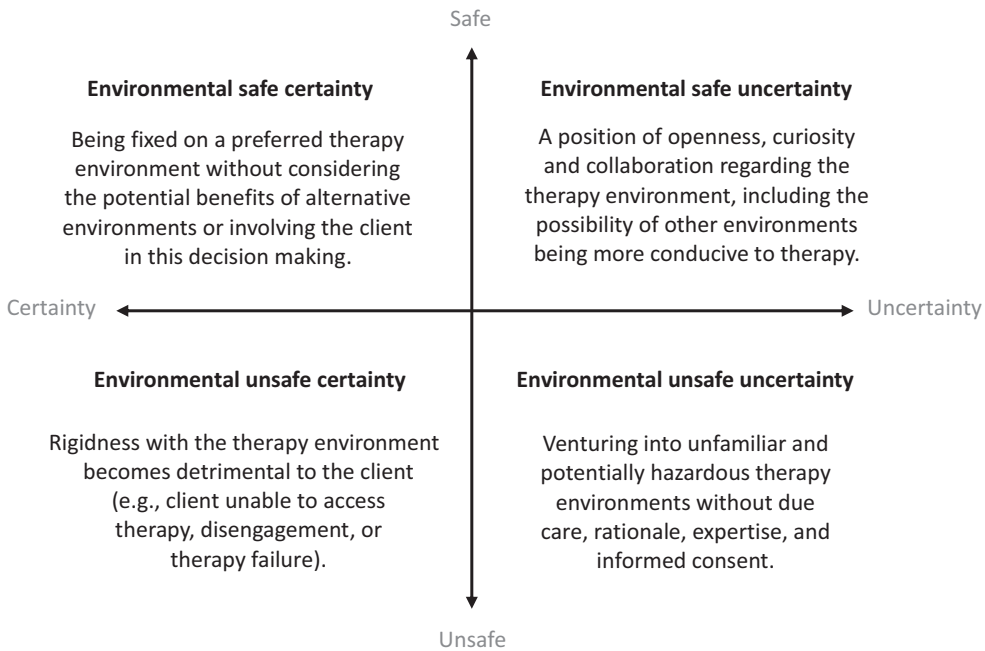 Safe
Environmental safe certainty
Being fixed on a preferred therapy
environment without considering
the potential benefits of alternative
environments or involving the client
in this decision making.
Environmental safe uncertainty
A position of openness, curiosity
and collaboration regarding the
therapy environment, including the
possibility of other environments
being more conducive to therapy.
Certainty
Uncertainty
Environmental unsafe certainty
Rigidness with the therapy environment
becomes detrimental to the client
(e.g., client unable to access
therapy, disengagement, or
therapy failure).
Environmental unsafe uncertainty
Venturing into unfamiliar and
potentially hazardous therapy
environments without due
care, rationale, expertise, and
informed consent.
Unsafe